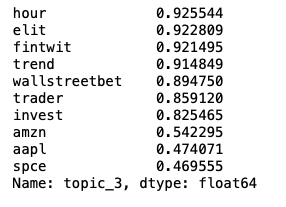 hour 0.925544
elit 0.922809
fintwit 0.921495
trend 0.914849
wallstreetbet 0.894750
trader 0.859120
invest 0.825465
amzn 0.542295
aapl 0.474071
spce 0.469555
Name: topic_3, dtype: float64